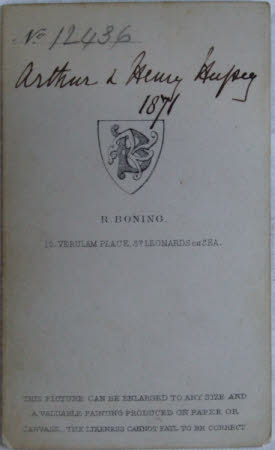 No 12436
Arthur & Henry Hussey
1871
R. BONING.
10, VERULAM PLACE, ST LEONARDS ON SEA.
THIS PICTURE CAN BE ENLARGED TO ANY SIZE AND
A VALUABLE PAINTING PRODUCED ON PAPER OR
CANVASS. THE LIKENESS CANNOT FAIL TO BE CORRECT